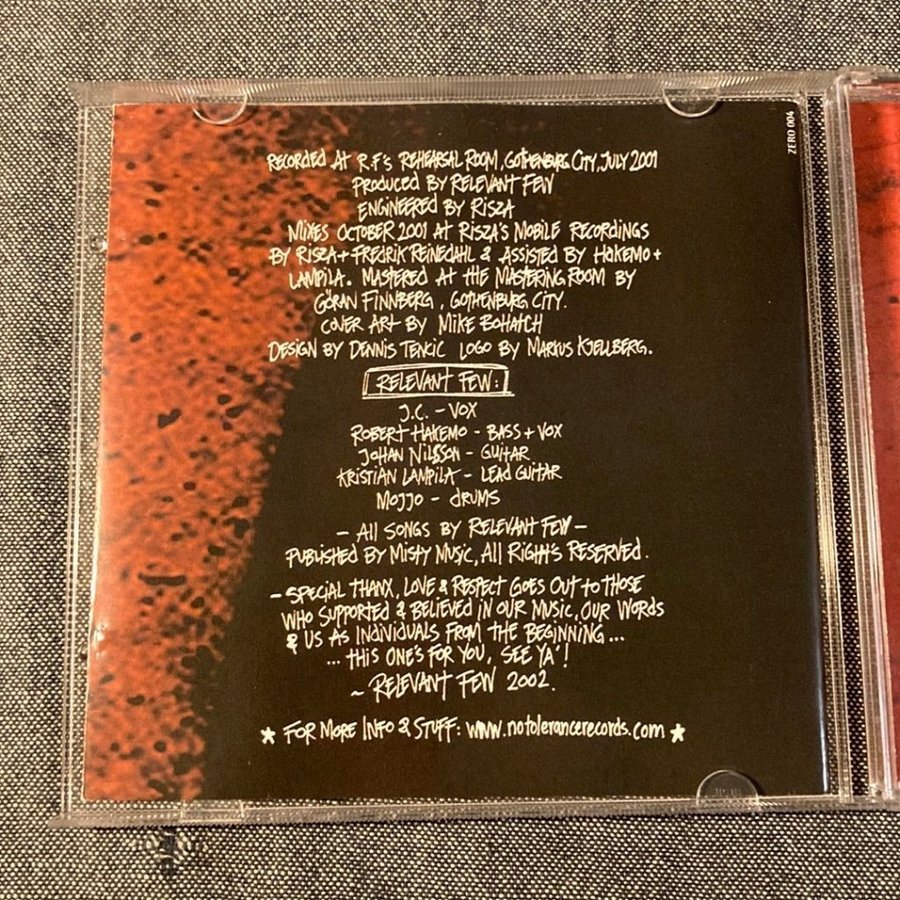 ZERO 004
RECORDED AT R.F'S REHEARSAL ROOM, GOTHENBURG CITY, JULY 2001
PRODUCED BY RELEVANT FEW
ENGINEERED BY RISZA
MIXES OCTOBER 2001 AT RISZA'S MOBILE RECORDINGS
BY RISZA + FREDRIK REINEDAHL & ASSISTED BY HAKEMO +
LAMPILA. MASTERED AT THE MASTERING ROOM BY
GÖRAN FINNBERG, GOTHENBURG CITY.
COVER ART BY MIKE BOHATCH
DESIGN BY DENNIS TENCIC LOGO BY MARKUS KJELLBERG.
RELEVANT FEW:
J.C. - VOX
ROBERT HAKEMO - BASS + VOX
JOHAN NILSSON - GUITAR
KRISTIAN LAMPILA - LEAD GUITAR
MOJJO - DRUMS
- ALL SONGS BY RELEVANT FEW -
PUBLISHED BY MISTY MUSIC, ALL RIGHTS RESERVED.
- SPECIAL THANX, LOVE & RESPECT GOES OUT TO THOSE
WHO SUPPORTED & BELIEVED IN OUR MUSIC, OUR WORDS
& US AS INDIVIDUALS FROM THE BEGINNING...
... THIS ONE'S FOR YOU, SEE YA'!
~ RELEVANT FEW 2002.
★ FOR MORE INFO & STUFF: www.notolerancerecords.com ★